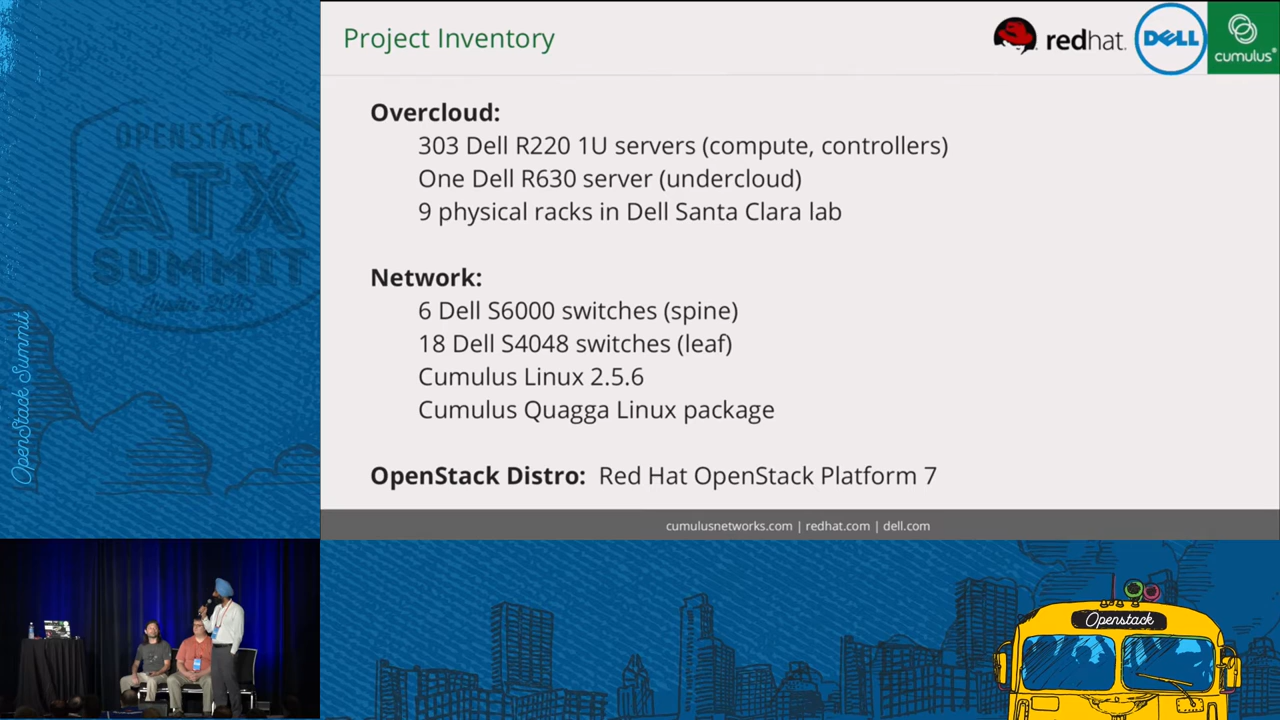 Project Inventory
redhat.
DELL
cumulus
Overcloud:
303 Dell R220 1U servers (compute, controllers)
One Dell R630 server (undercloud)
9 physical racks in Dell Santa Clara lab
Network:
6 Dell S6000 switches (spine)
18 Dell S4048 switches (leaf)
Cumulus Linux 2.5.6
Cumulus Quagga Linux package
OpenStack Distro: Red Hat OpenStack Platform 7
cumulusnetworks.com | redhat.com | dell.com
OPENSTACK
ATX
SUMMIT
Austin 2016
OpenStack Summit
Openstack